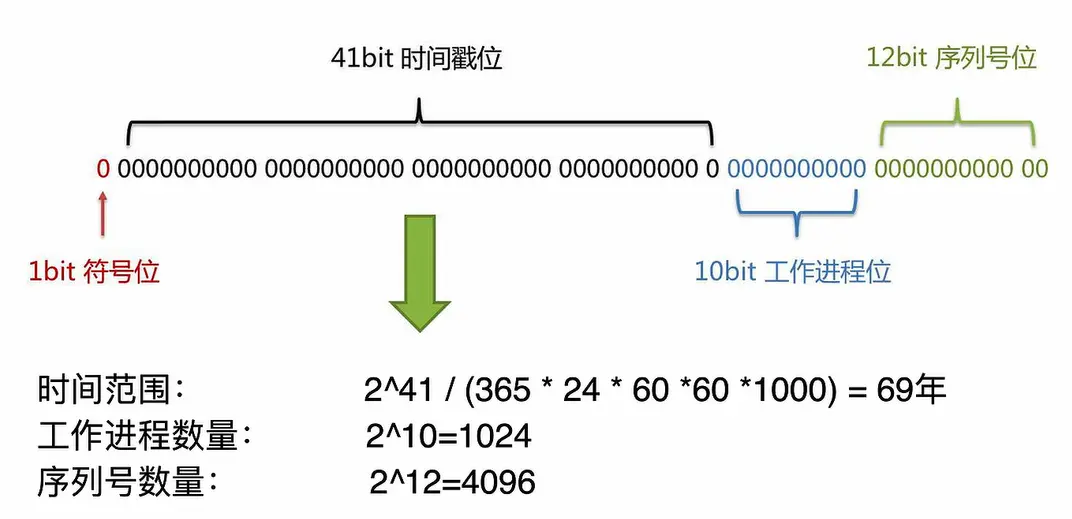 41bit 时间戳位
12bit 序列号位
0 0000000000 0000000000 0000000000 0000000000 0 0000000000 0000000000 00
1bit 符号位
10bit 工作进程位
时间范围： 2^41 / (365 * 24 * 60 *60 *1000) = 69年
工作进程数量： 2^10=1024
序列号数量： 2^12=4096